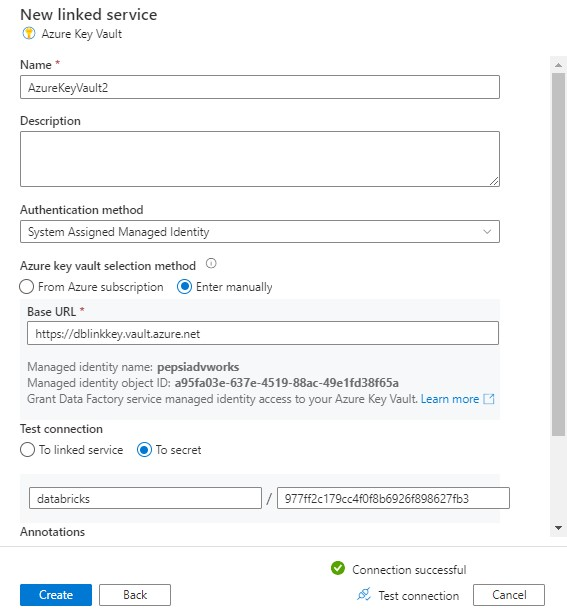 New linked service
Azure Key Vault
Name *
AzureKeyVault2
Description
Authentication method
System Assigned Managed Identity
Azure key vault selection method
From Azure subscription Enter manually
Base URL *
https://dblinkkey.vault.azure.net
Managed identity name: pepsiadvworks
Managed identity object ID: a95fa03e-637e-4519-88ac-49e1fd38f65a
Grant Data Factory service managed identity access to your Azure Key Vault. Learn more
Test connection
To linked service To secret
databricks / 977ff2c179cc4f0f8b6926f898627fb3
Annotations
Connection successful
Create Back Test connection Cancel